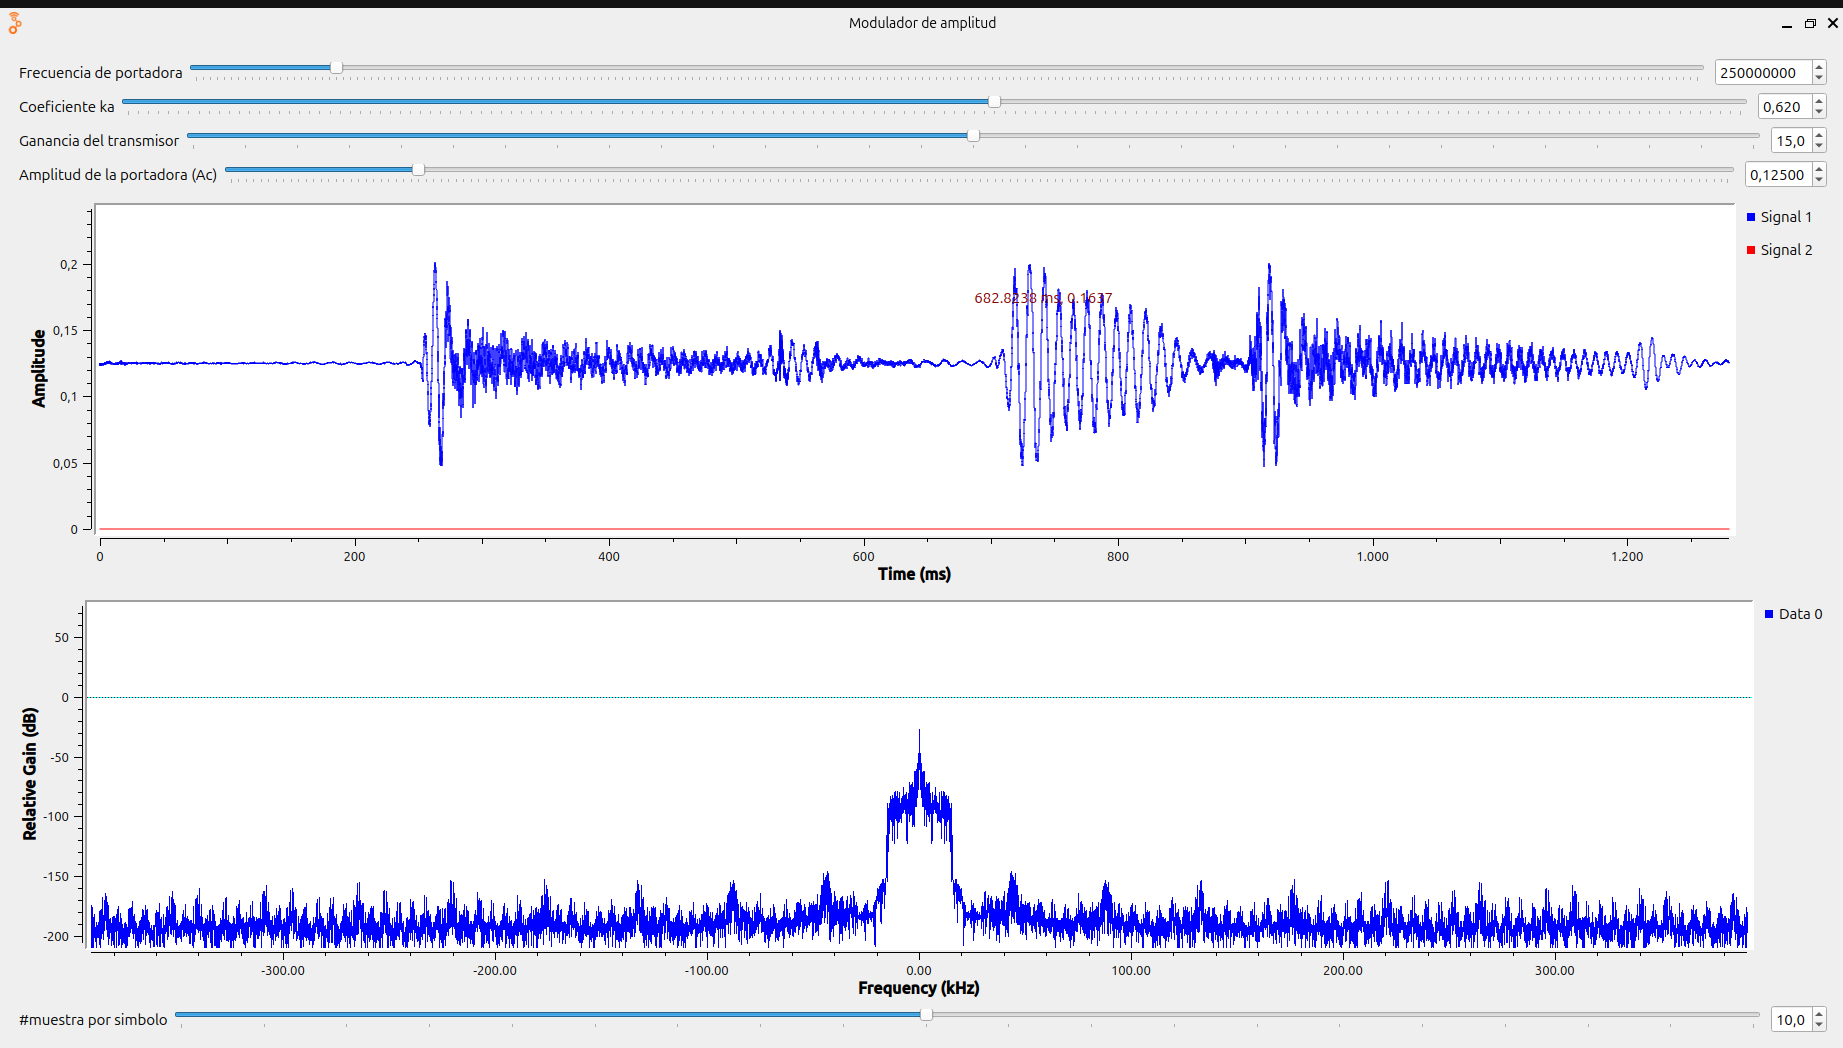 Modulador de amplitud
Frecuencia de portadora 250000000
Coeficiente ka 0,620
Ganancia del transmisor 15,0
Amplitud de la portadora (Ac) 0,12500
Signal 1
Signal 2
Amplitude
0,2
0,15
0,1
0,05
0
682.8238 ms, 0.1637
0 200 400 600 800 1.000 1.200
Time (ms)
Data 0
Relative Gain (dB)
50
0
-50
-100
-150
-200
-300.00 -200.00 -100.00 0.00 100.00 200.00 300.00
Frequency (kHz)
#muestra por simbolo 10,0